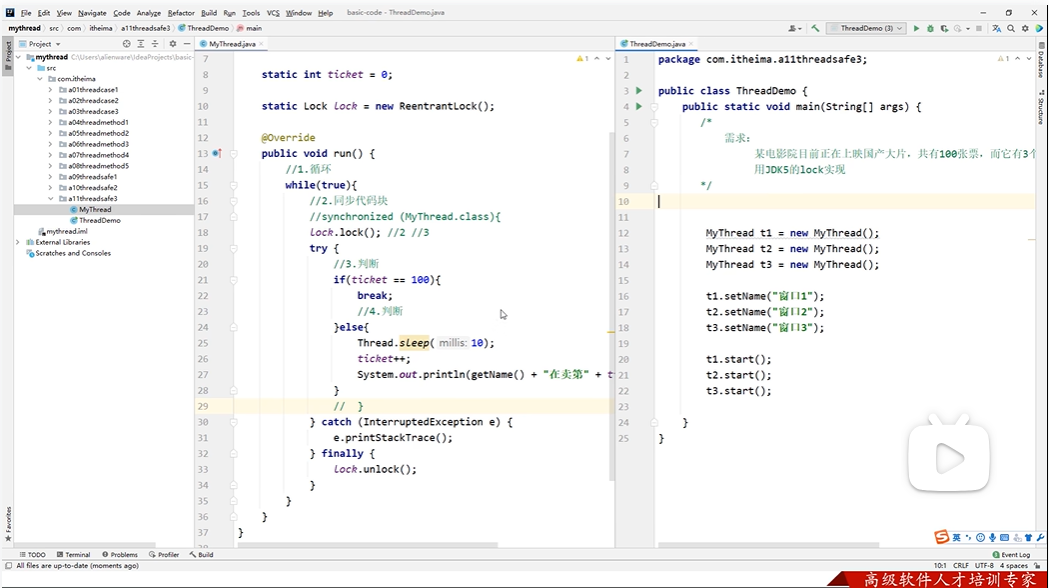 File Edit View Navigate Code Analyze Refactor Build Run Tools VCS Window Help basic-code - ThreadDemo.java
mythread src com itheima a11threadsafe3 ThreadDemo main ThreadDemo (3)
Project
MyThread.java
ThreadDemo.java
Project
mythread C:\Users\alienware\IdeaProjects\basic-
src
com.itheima
a01threadcase1
a02threadcase2
a03threadcase3
a04threadmethod1
a05threadmethod2
a06threadmethod3
a07threadmethod4
a08threadmethod5
a09threadsafe1
a10threadsafe2
a11threadsafe3
MyThread
ThreadDemo
mythread.iml
External Libraries
Scratches and Consoles
Favorites
7
8 static int ticket = 0;
9
10 static Lock lock = new ReentrantLock();
11
12 @Override
13 public void run() {
14 //1.循环
15 while(true){
16 //2.同步代码块
17 //synchronized (MyThread.class){
18 lock.lock(); //2 //3
19 try {
20 //3.判断
21 if(ticket == 100){
22 break;
23 //4.判断
24 }else{
25 Thread.sleep( millis: 10);
26 ticket++;
27 System.out.println(getName() + "在卖第" + t
28 }
29 // }
30 } catch (InterruptedException e) {
31 e.printStackTrace();
32 } finally {
33 lock.unlock();
34 }
35 }
36 }
37 }
1
1 package com.itheima.a11threadsafe3;
2
3 public class ThreadDemo {
4 public static void main(String[] args) {
5 /*
6 需求:
7 某电影院目前正在上映国产大片，共有100张票，而它有3个
8 用JDK5的lock实现
9 */
10
11
12 MyThread t1 = new MyThread();
13 MyThread t2 = new MyThread();
14 MyThread t3 = new MyThread();
15
16 t1.setName("窗口1");
17 t2.setName("窗口2");
18 t3.setName("窗口3");
19
20 t1.start();
21 t2.start();
22 t3.start();
23
24 }
25 }
1
Database
Structure
英
TODO Terminal Problems Profiler Build Event Log
All files are up-to-date (moments ago) 10:1 CRLF UTF-8 4 spaces
高级软件人才培训专家